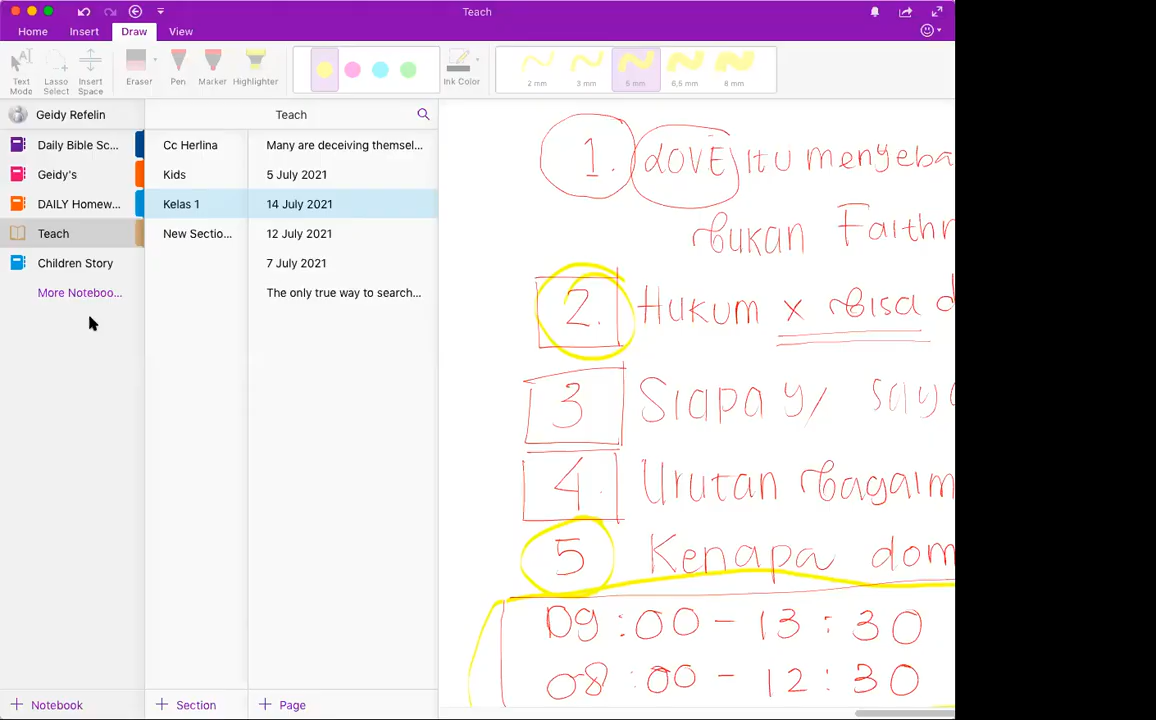 Teach
Home Insert Draw View
Text Mode
Lasso Select
Insert Space
Eraser
Pen
Marker
Highlighter
Ink Color
2 mm
3 mm
5 mm
6,5 mm
8 mm
Geidy Refelin
Teach
Daily Bible Sc...
Geidy's
DAILY Homew...
Teach
Children Story
More Noteboo...
Cc Herlina
Kids
Kelas 1
New Sectio...
Many are deceiving themsel...
5 July 2021
14 July 2021
12 July 2021
7 July 2021
The only true way to search...
1. LOVE itu menyeba
bukan Faith
2. Hukum x bisa d
3 Siapa y/ saya
4. Urutan bagaim
5 Kenapa dom
09:00 - 13:30
08:00 - 12:30
+ Notebook
+ Section
+ Page